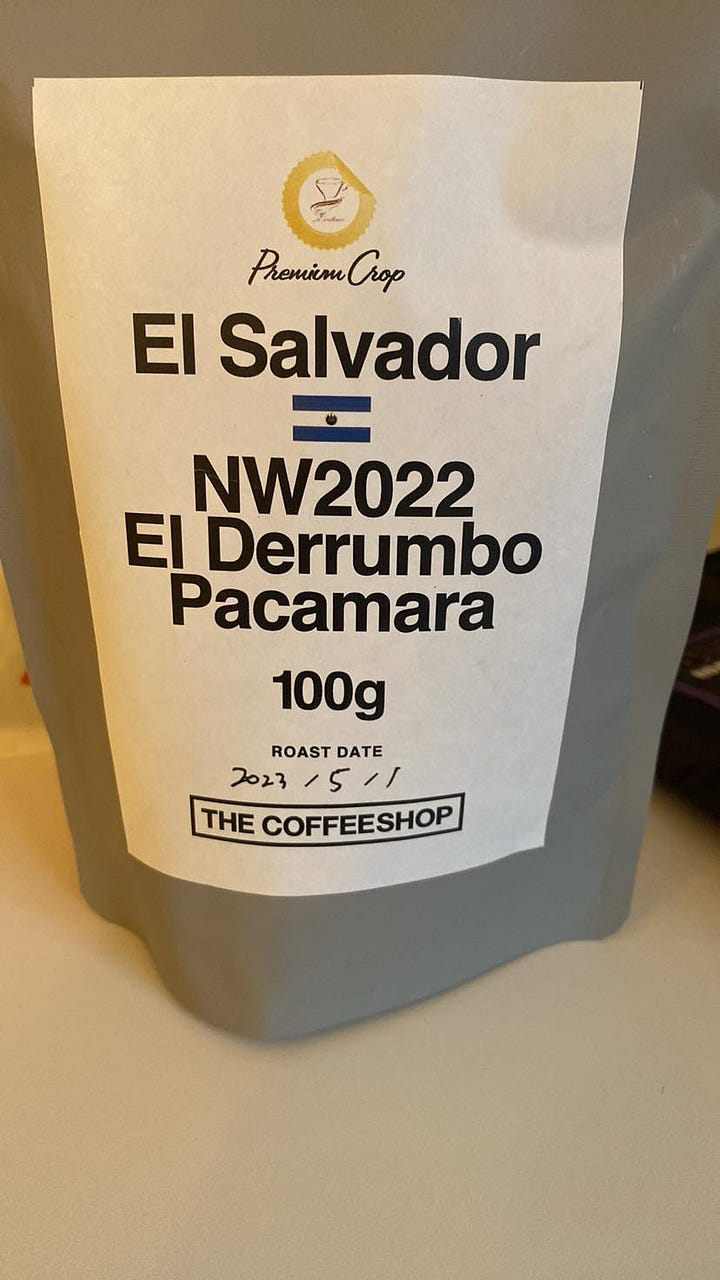 Premium Crop
El Salvador
NW2022
El Derrumbo
Pacamara
100g
ROAST DATE
2023 / 5 / 1
THE COFFEESHOP